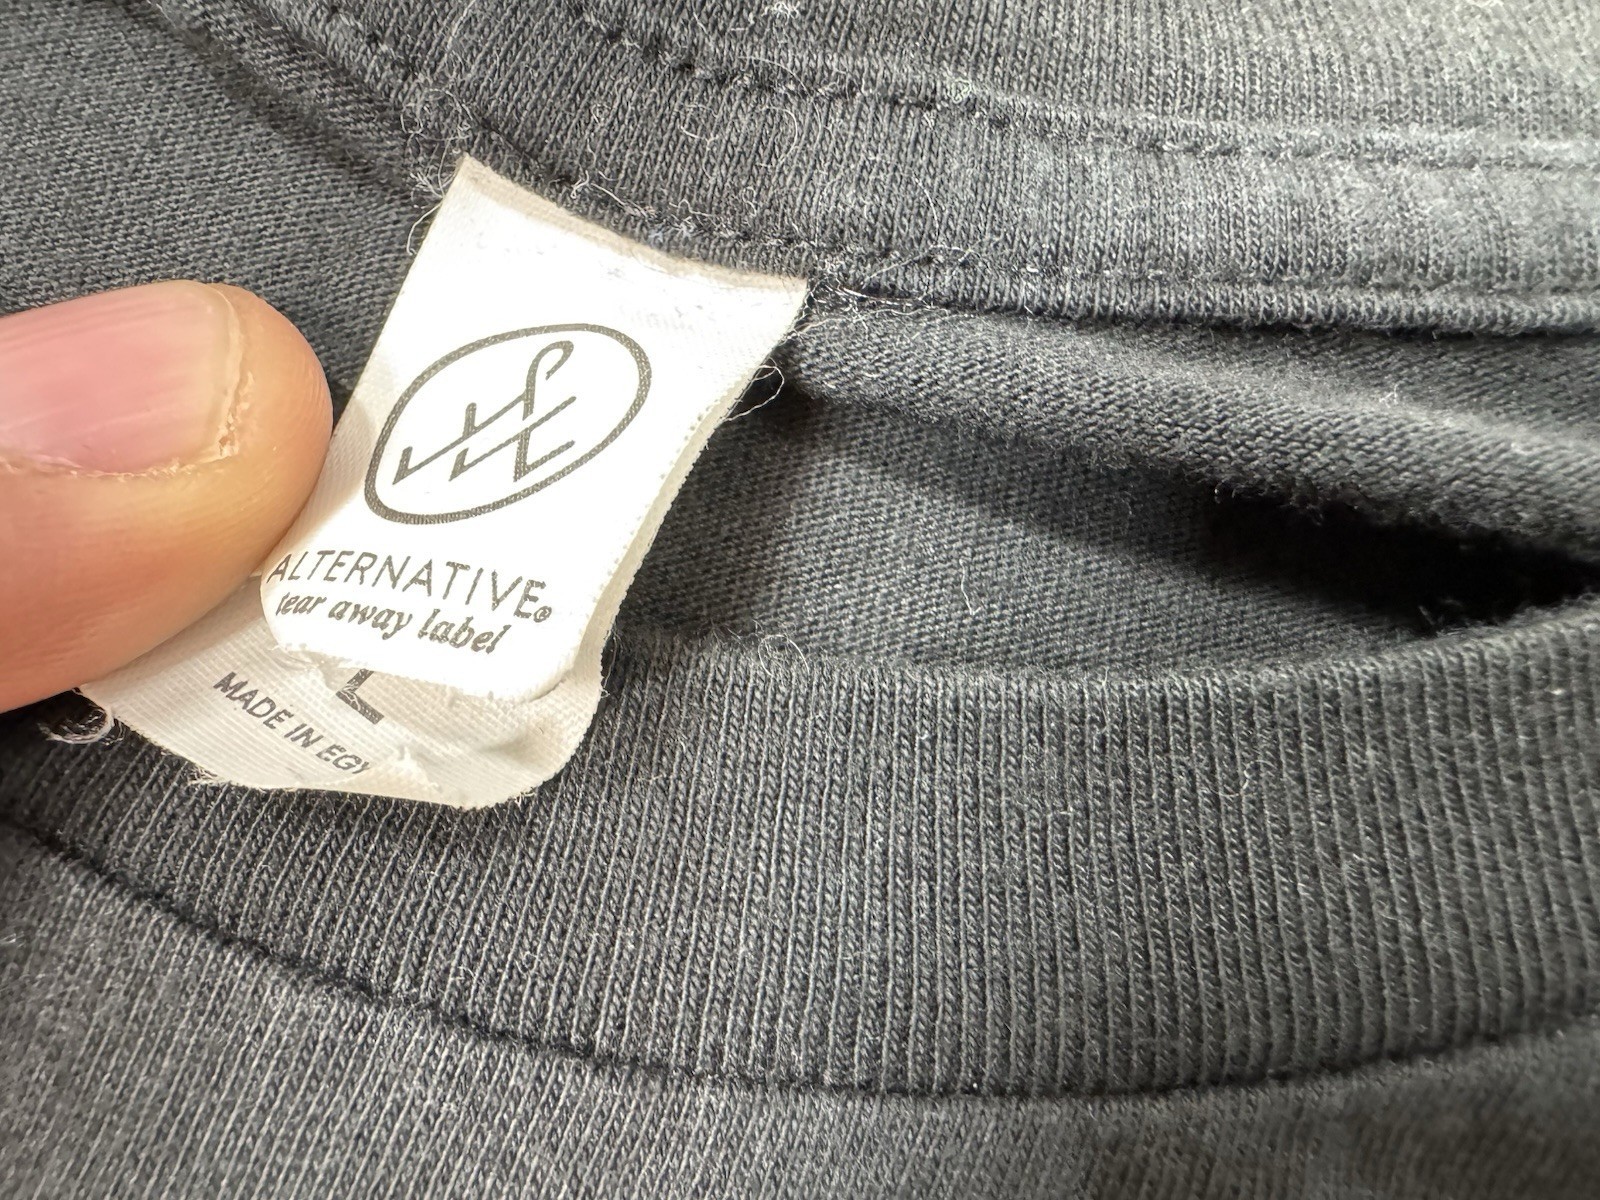 ALTERNATIVE®
tear away label
L
MADE IN EGY